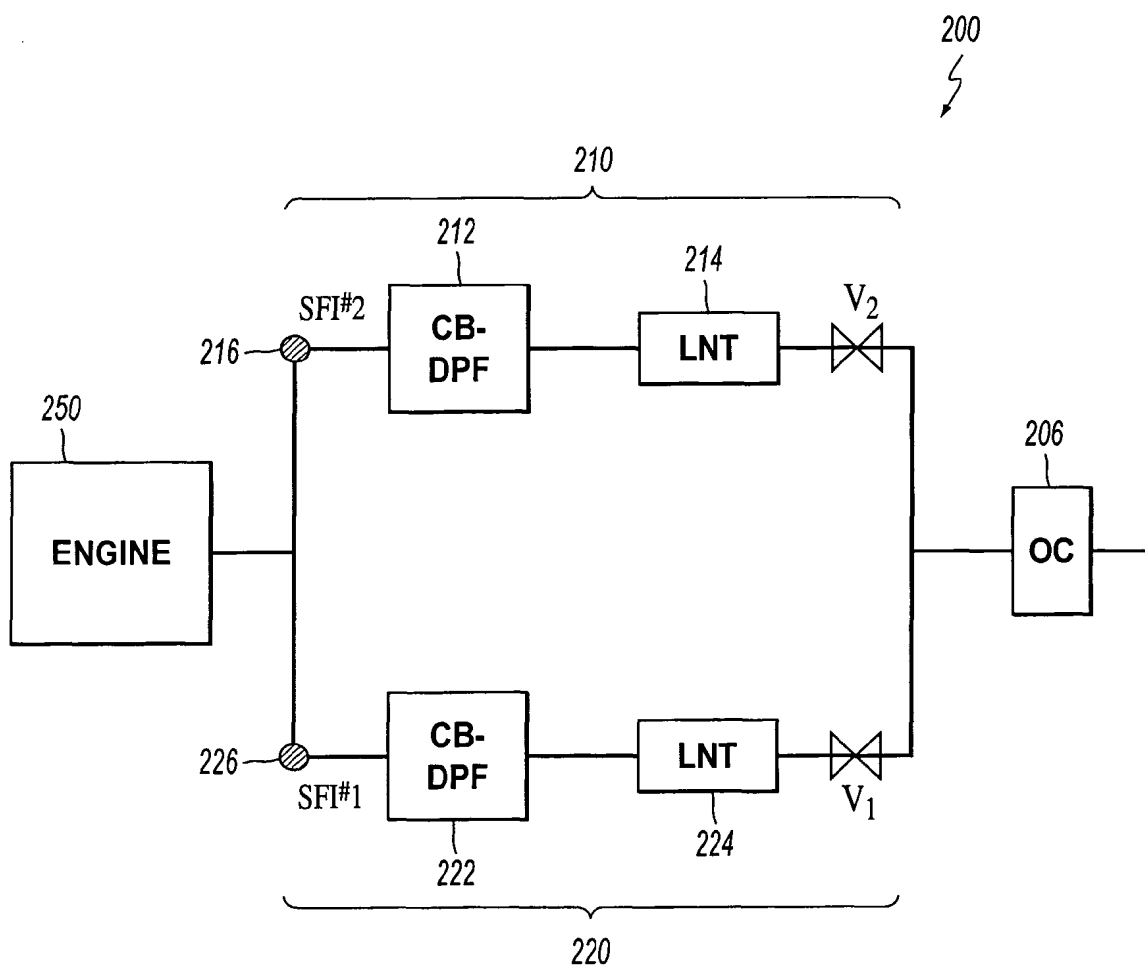 200
210
212
214
SFI#2
CB-
DPF
LNT
V2
216
250
206
ENGINE
OC
226
SFI#1
CB-
DPF
LNT
V1
222
224
220